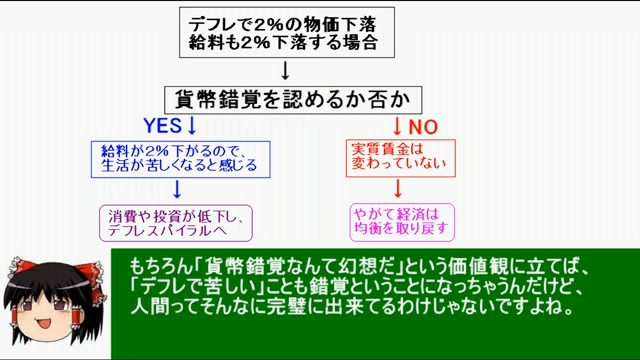 デフレで2%の物価下落
給料も2%下落する場合
↓
貨幣錯覚を認めるか否か
YES↓
↓NO
給料が2%下がるので、
生活が苦しくなると感じる
実質賃金は
変わっていない
↓
↓
消費や投資が低下し、
デフレスパイラルへ
やがて経済は
均衡を取り戻す
もちろん「貨幣錯覚なんて幻想だ」という価値観に立てば、
「デフレで苦しい」ことも錯覚ということになっちゃうんだけど、
人間ってそんなに完璧に出来てるわけじゃないですよね。